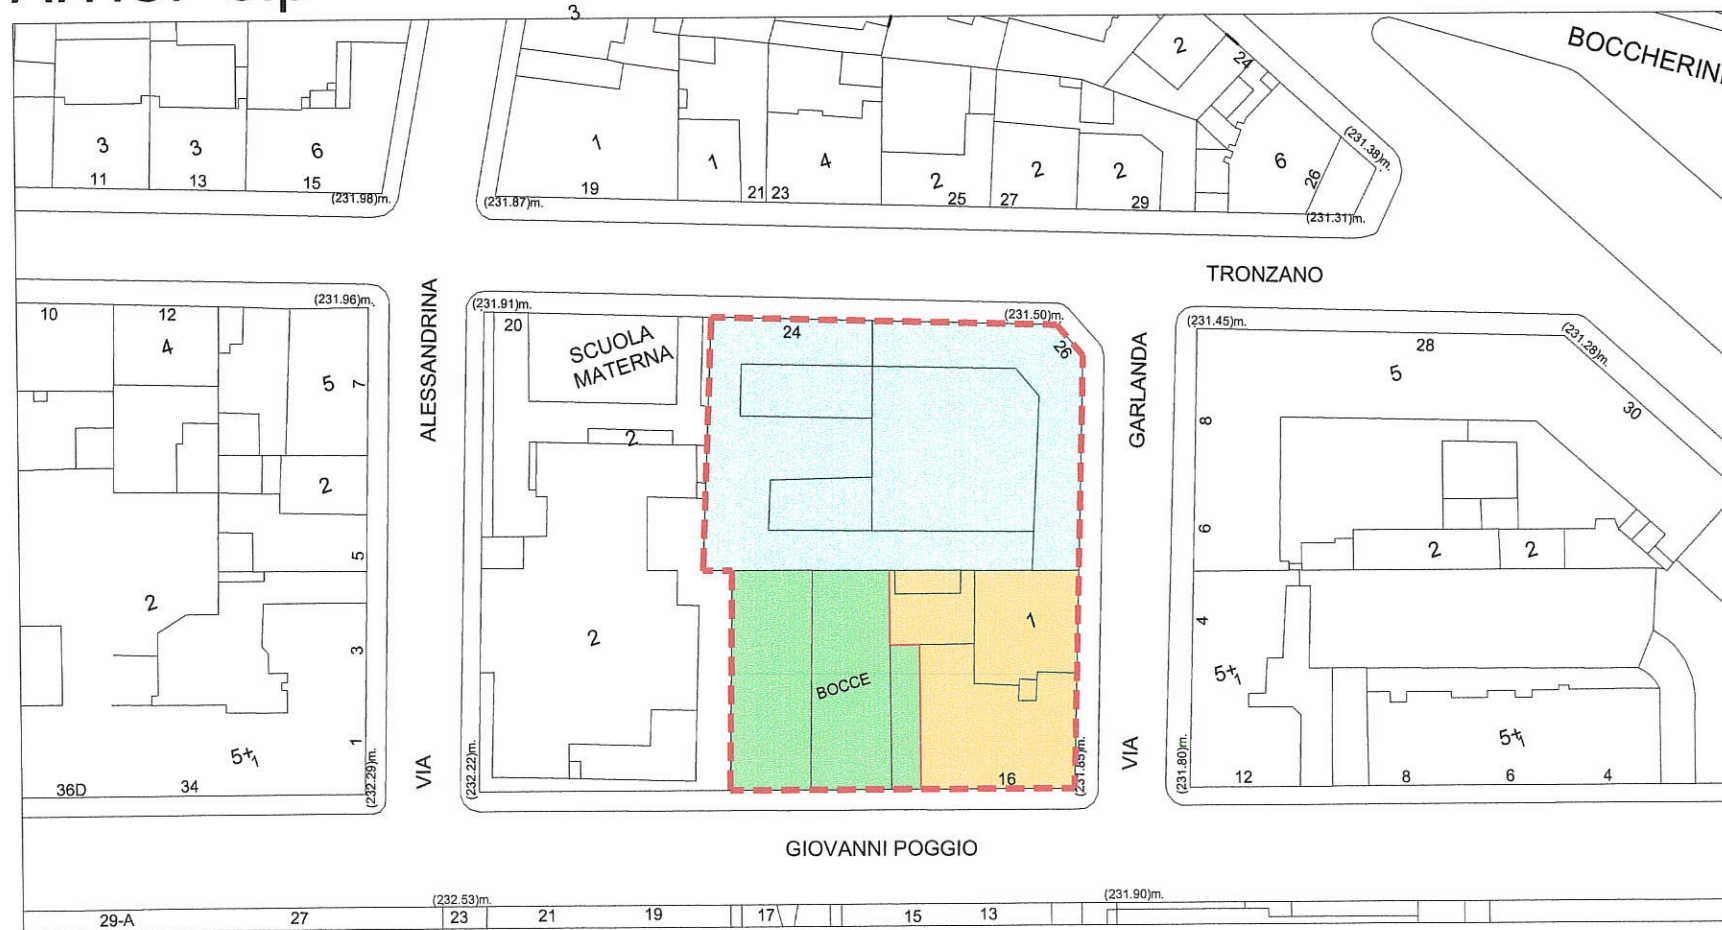 3
BOCCHERINI
2
24
(231.38)m.
3
3
6
1
1
4
2
2
2
6
26
11
13
15
19
21
23
25
27
29
(231.98)m.
(231.87)m.
(231.31)m.
TRONZANO
(231.96)m.
(231.91)m.
(231.50)m.
(231.45)m.
(231.28)m.
10
12
4
ALESSANDRINA
20
SCUOLA
MATERNA
24
26
GARLANDA
28
5
30
5
7
8
2
2
6
2
2
5
2
3
2
1
4
5+1
BOCCE
1
5+1
5+1
36D
34
(232.29)m.
VIA
(232.22)m.
16
(231.85)m.
VIA
(231.80)m.
12
8
6
4
GIOVANNI POGGIO
(232.53)m.
(231.90)m.
29-A
27
23
21
19
17
15
13